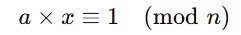 a × x ≡ 1 (mod n)